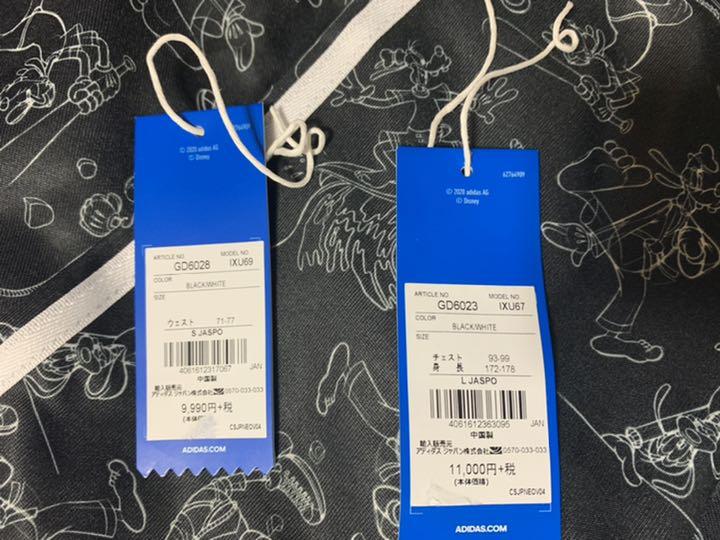 © 2020 adidas AG
© Disney
ARTICLE NO. MODEL NO.
GD6028 IXU69
COLOR
BLACK/WHITE
SIZE
ウェスト 71-77
S JASPO
4061612317067 JAN
中国製
輸入販売元
アディダス ジャパン株式会社 0570-033-033
9,990円+税
(本体価
CSJPNEOV04
ADIDAS.COM
62764909
© 2020 adidas AG
© Disney
ARTICLE NO. MODEL NO.
GD6023 IXU67
COLOR
BLACK/WHITE
SIZE
チェスト 93-99
身 長 172-178
L JASPO
4061612363095 JAN
中国製
輸入販売元
アディダス ジャパン株式会社 0570-033-033
11,000円+税
(本体価格)
CSJPNEOV04
ADIDAS.COM